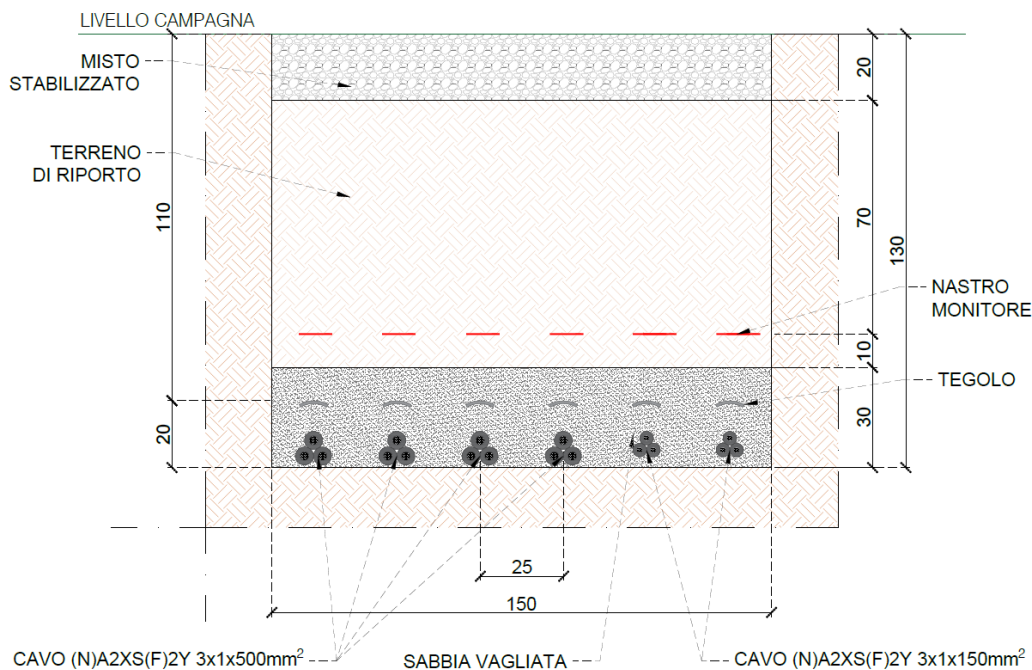 LIVELLO CAMPAGNA
MISTO
STABILIZZATO
20
TERRENO
DI RIPORTO
110
70
130
NASTRO
MONITORE
10
TEGOLO
20
30
25
150
CAVO (N)A2XS(F)2Y 3x1x500mm²
SABBIA VAGLIATA
CAVO (N)A2XS(F)2Y 3x1x150mm²